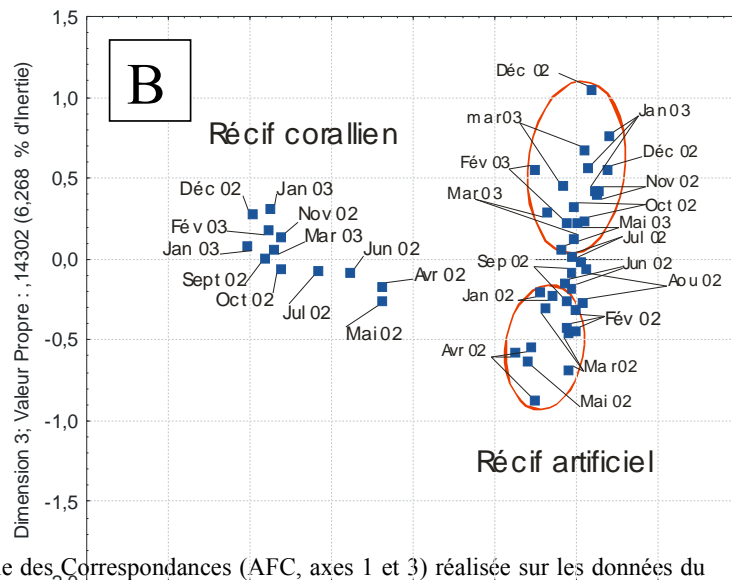 1,5
B
Déc 02
1,0
mar03
Jan03
Récif corallien
Fév 03
Déc 02
0,5
Déc 02
Jan 03
Nov 02
Mar 03
Nov 02
Oct 02
Fév 03
Mar 03
Mai 03
Jan 03
Jul 02
0,0
Jun 02
Sep 02
Jun 02
Sept 02
Avr 02
Aou 02
Oct 02
Jul 02
Jan 02
Mai 02
Fév 02
-0,5
Avr 02
Mar02
Mai 02
-1,0
Récif artificiel
-1,5
Dimension 3; Valeur Propre : ,14302 (6,268 % d'Inertie)
des Correspondances (AFC, axes 1 et 3) réalisée sur les données du